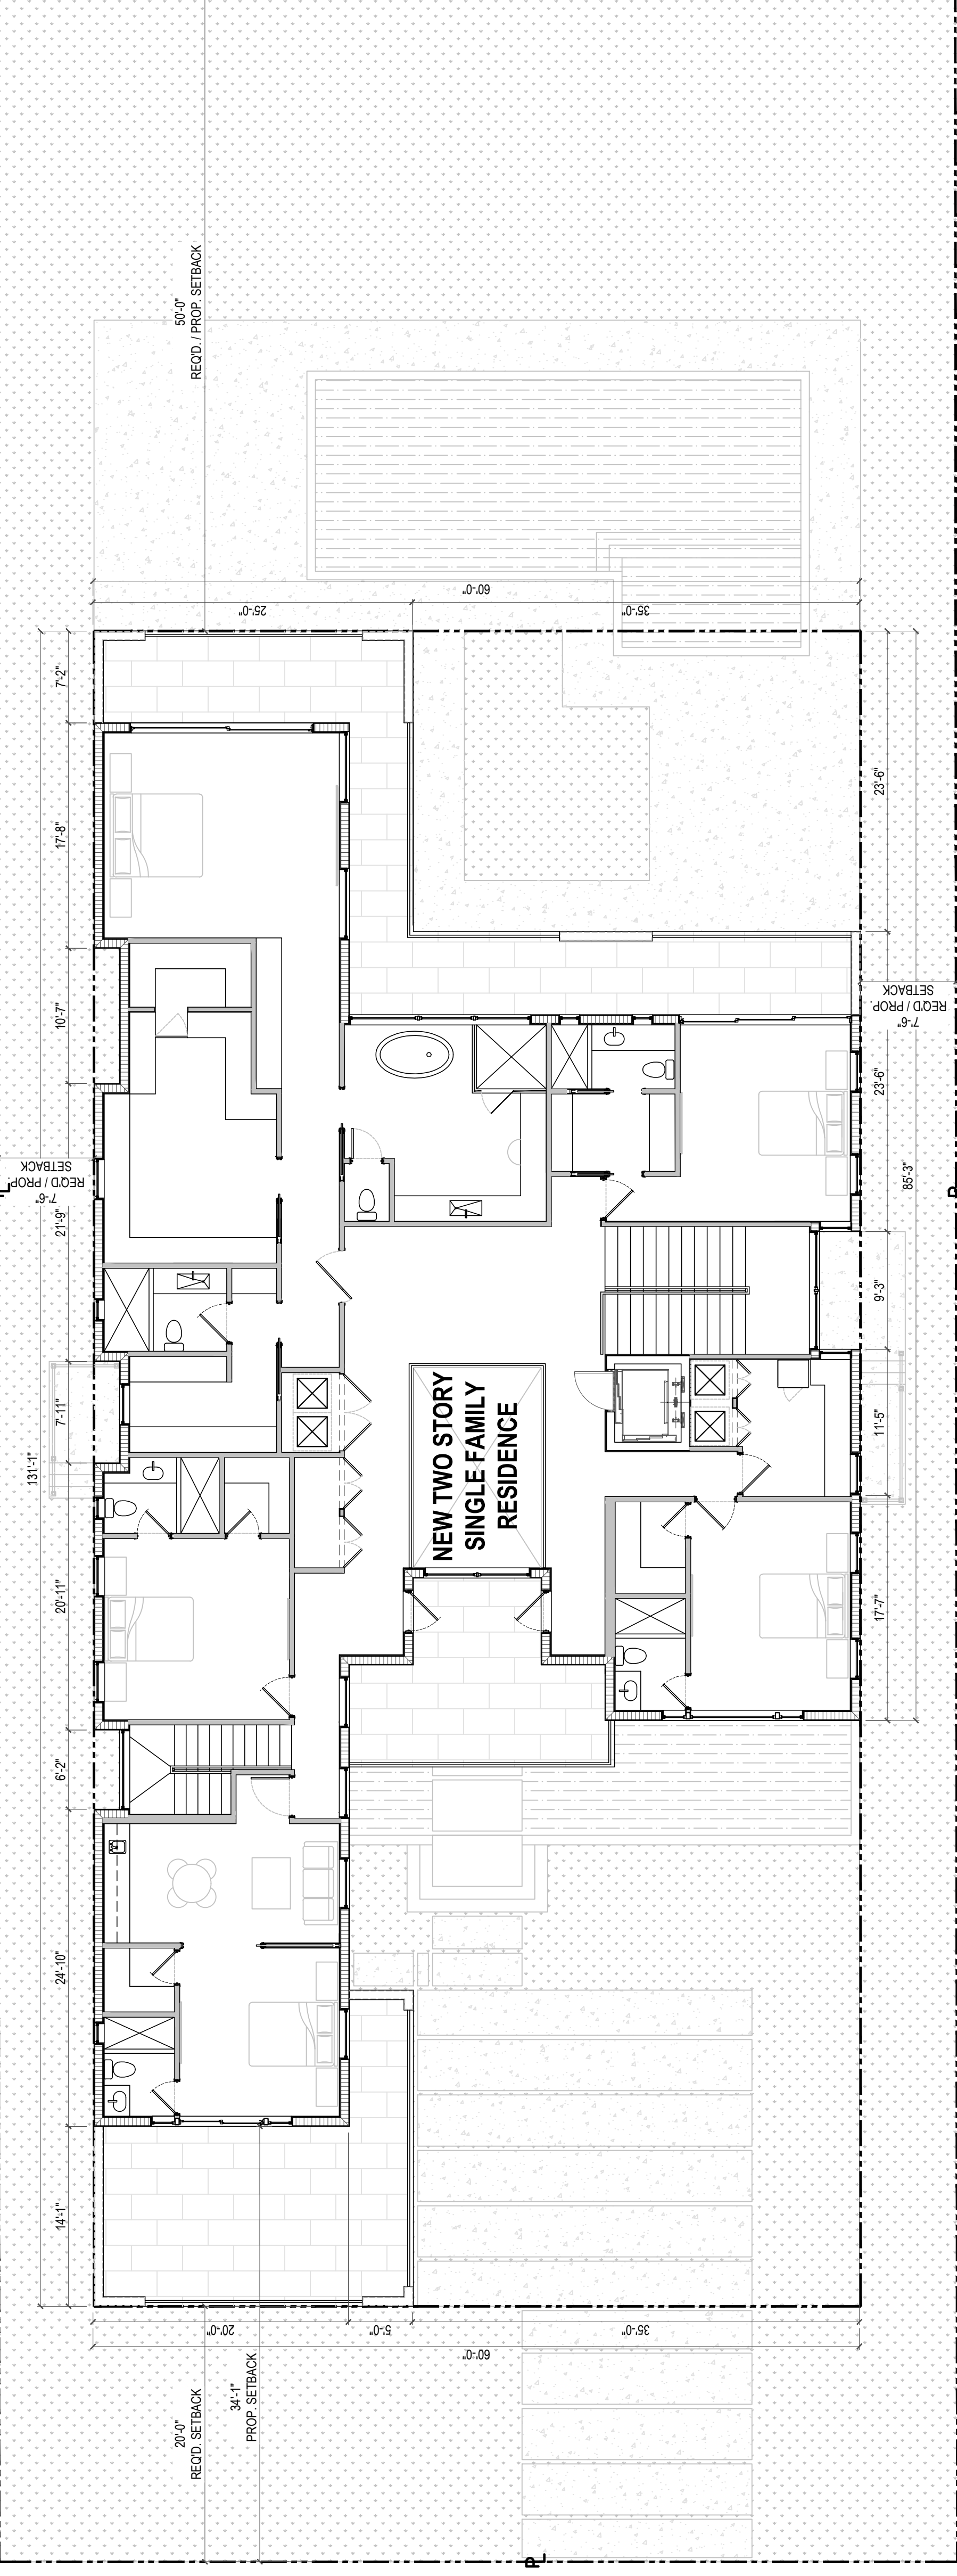 50'-0"
REQ'D. / PROP. SETBACK
60'-0"
25'-0"
35'-0"
7'-2"
17'-8"
23'-6"
10'-7"
7'-6"
REQ'D / PROP.
SETBACK
23'-6"
7'-6"
REQ'D / PROP.
SETBACK
85'-3"
21'-9"
9'-3"
7'-11"
11'-5"
131'-1"
NEW TWO STORY
SINGLE FAMILY
RESIDENCE
20'-11"
17'-7"
6'-2"
24'-10"
14'-1"
20'-0"
5'-0"
35'-0"
60'-0"
34'-1"
PROP. SETBACK
20'-0"
REQ'D. SETBACK
PL